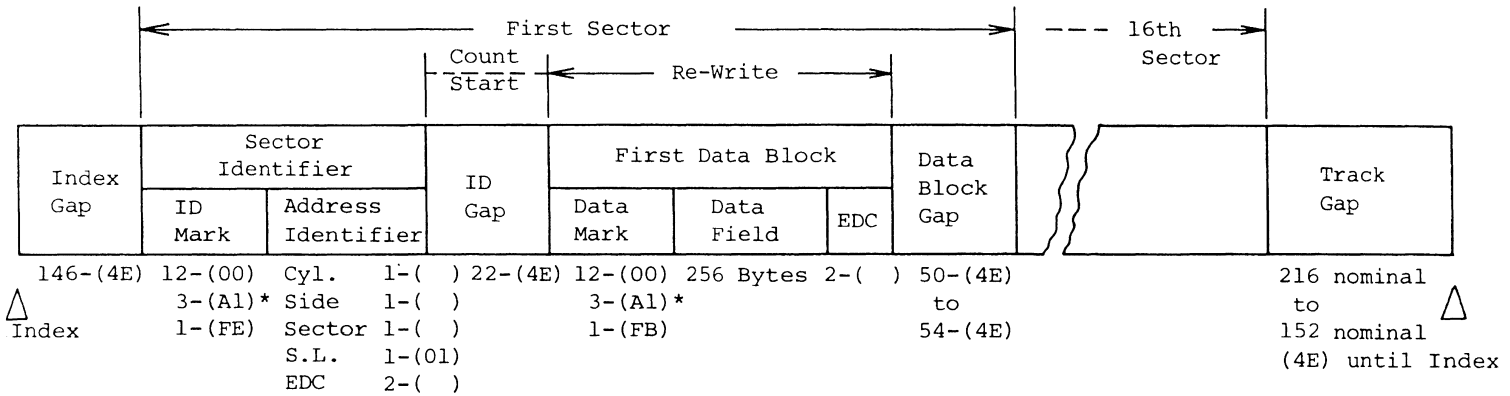 First Sector
--- 16th
Sector
Count
Start
Re-Write
Index
Gap
Sector
Identifier
ID
Mark
Address
Identifier
ID
Gap
First Data Block
Data
Mark
Data
Field
EDC
Data
Block
Gap
Track
Gap
146-(4E)
12-(00)
3-(A1)*
1-(FE)
Cyl. 1-( )
Side 1-( )
Sector 1-( )
S.L. 1-(01)
EDC 2-( )
22-(4E)
12-(00)
3-(A1)*
1-(FB)
256 Bytes
2-( )
50-(4E)
to
54-(4E)
216 nominal
to
152 nominal
(4E) until Index
Index